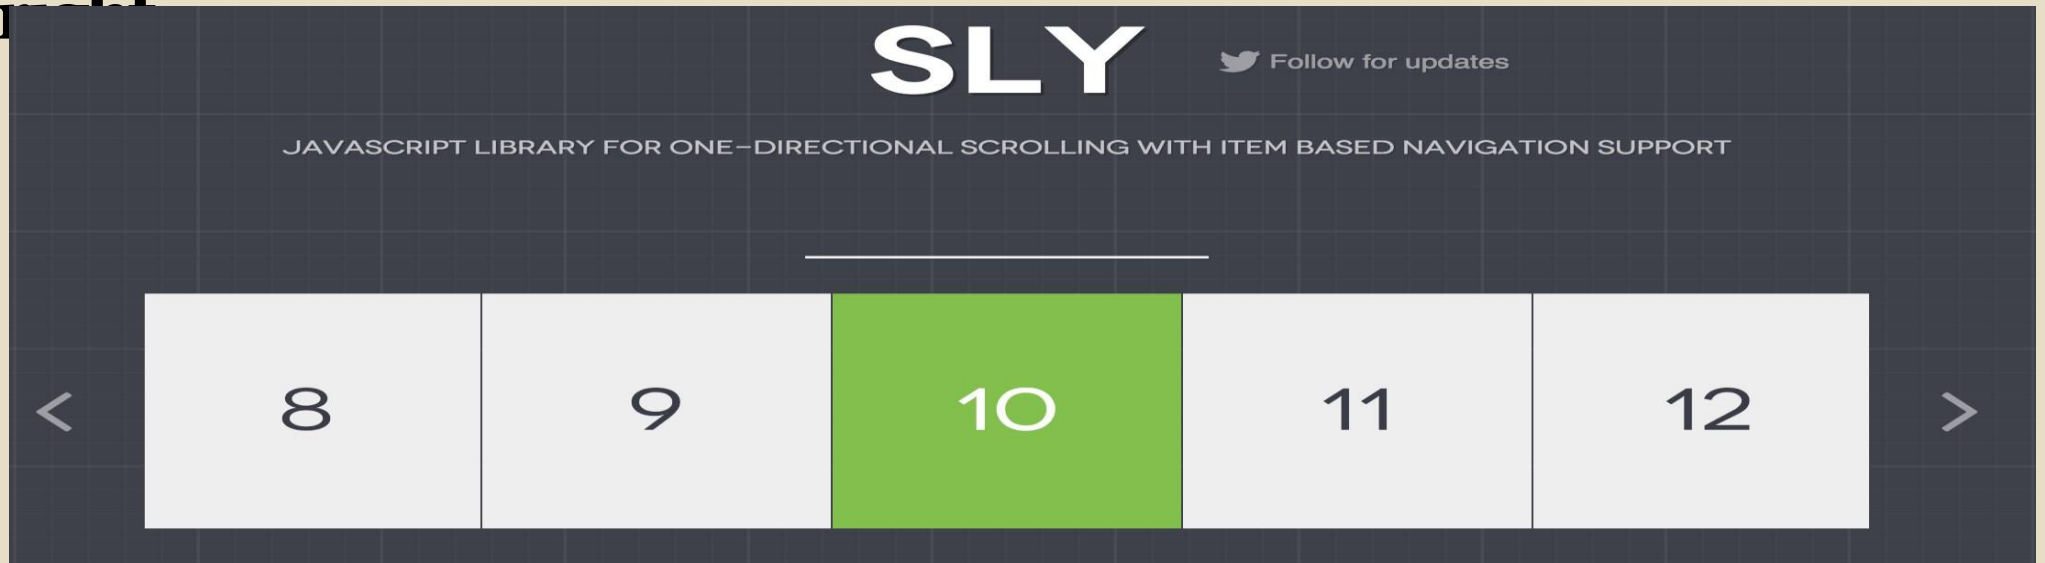 SLY
Follow for updates
JAVASCRIPT LIBRARY FOR ONE-DIRECTIONAL SCROLLING WITH ITEM BASED NAVIGATION SUPPORT
< 8 9 10 11 12 >